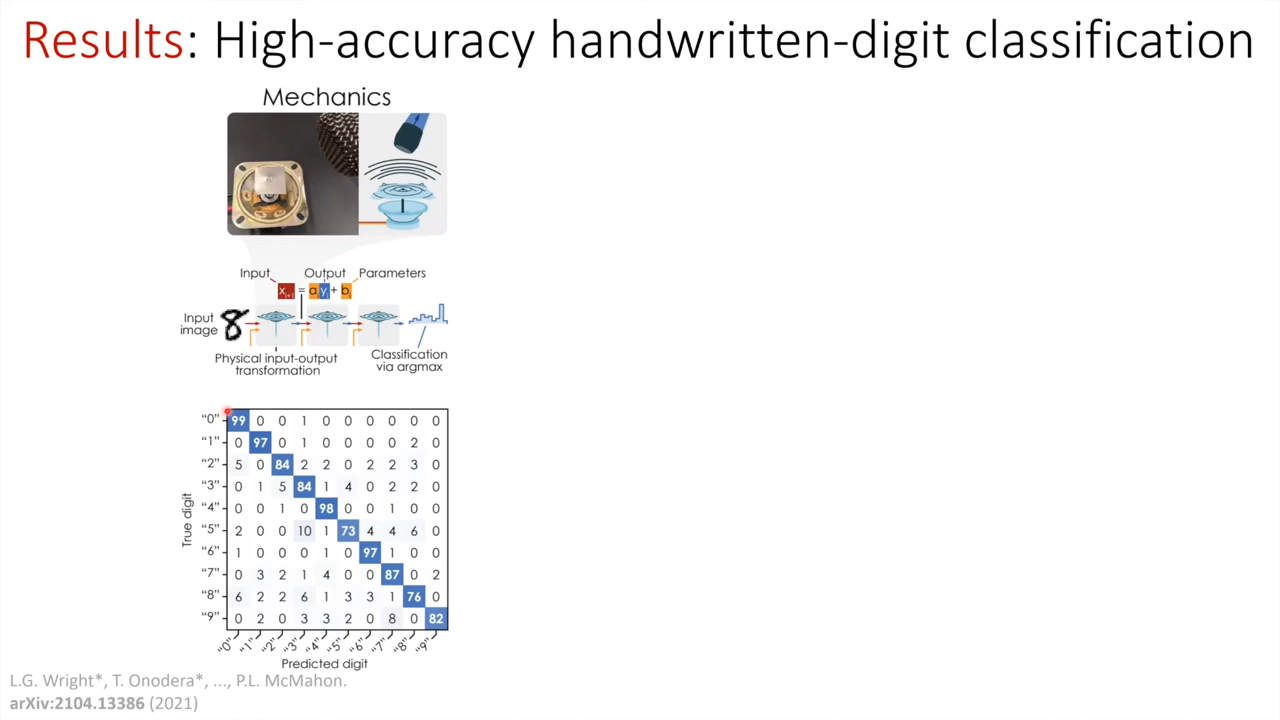 Results: High-accuracy handwritten-digit classification
Mechanics
Input Output Parameters
xᵢ₊₁ = aᵢyᵢ + bᵢ
Input
image
8
Physical input-output
transformation
Classification
via argmax
True digit
"0" 99 0 0 1 0 0 0 0 0 0
"1" 0 97 0 1 0 0 0 0 2 0
"2" 5 0 84 2 2 0 2 2 3 0
"3" 0 1 5 84 1 4 0 2 2 0
"4" 0 0 1 0 98 0 0 1 0 0
"5" 2 0 0 10 1 73 4 4 6 0
"6" 1 0 0 0 1 0 97 1 0 0
"7" 0 3 2 1 4 0 0 87 0 2
"8" 6 2 2 6 1 3 3 1 76 0
"9" 0 2 0 3 3 2 0 8 0 82
"0" "1" "2" "3" "4" "5" "6" "7" "8" "9"
Predicted digit
L.G. Wright*, T. Onodera*, ..., P.L. McMahon.
arXiv:2104.13386 (2021)